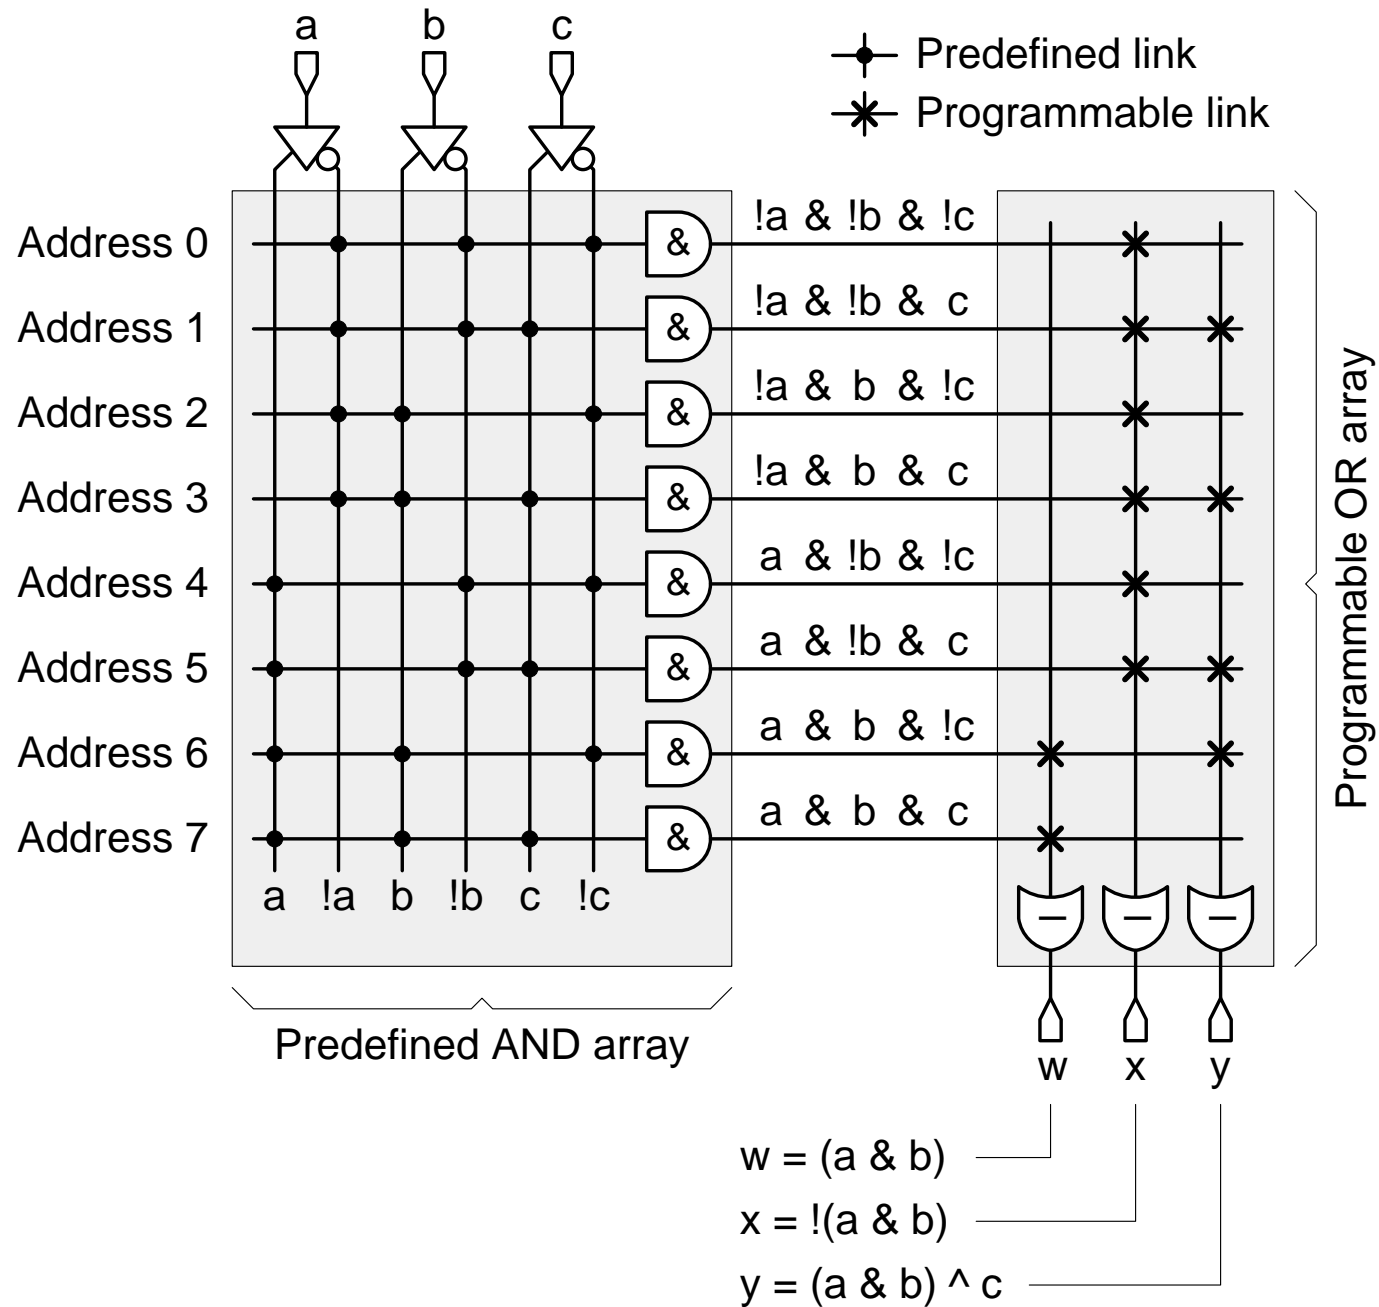 a b c
Predefined link
Programmable link
Address 0 & !a & !b & !c
Address 1 & !a & !b & c
Address 2 & !a & b & !c
Address 3 & !a & b & c
Address 4 & a & !b & !c
Address 5 & a & !b & c
Address 6 & a & b & !c
Address 7 & a & b & c
a !a b !b c !c
Programmable OR array
Predefined AND array
w x y
w = (a & b)
x = !(a & b)
y = (a & b) ^ c